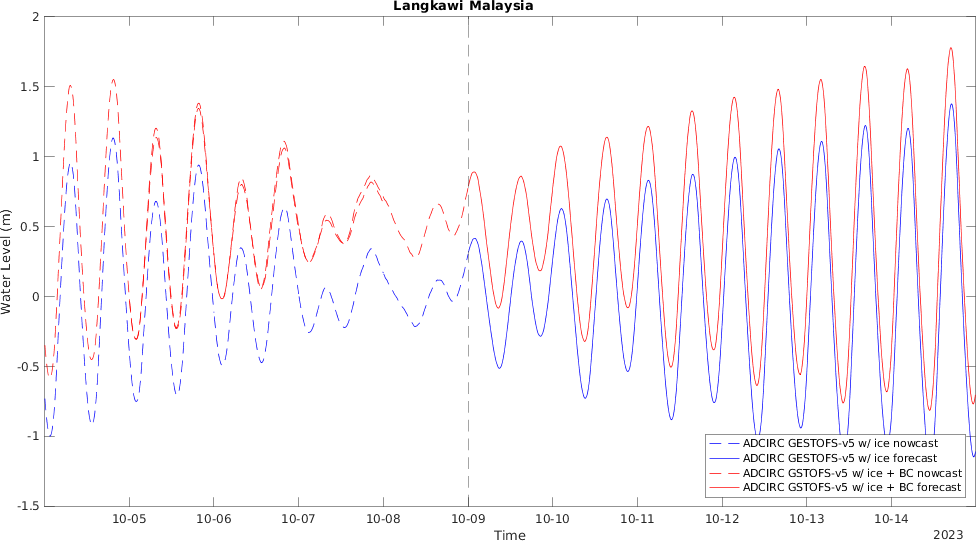 Langkawi Malaysia
Water Level (m)
2
1.5
1
0.5
0
-0.5
-1
-1.5
10-05
10-06
10-07
10-08
10-09
10-10
10-11
10-12
10-13
10-14
Time
2023
ADCIRC GESTOFS-v5 w/ ice nowcast
ADCIRC GESTOFS-v5 w/ ice forecast
ADCIRC GSTOFS-v5 w/ ice + BC nowcast
ADCIRC GSTOFS-v5 w/ ice + BC forecast